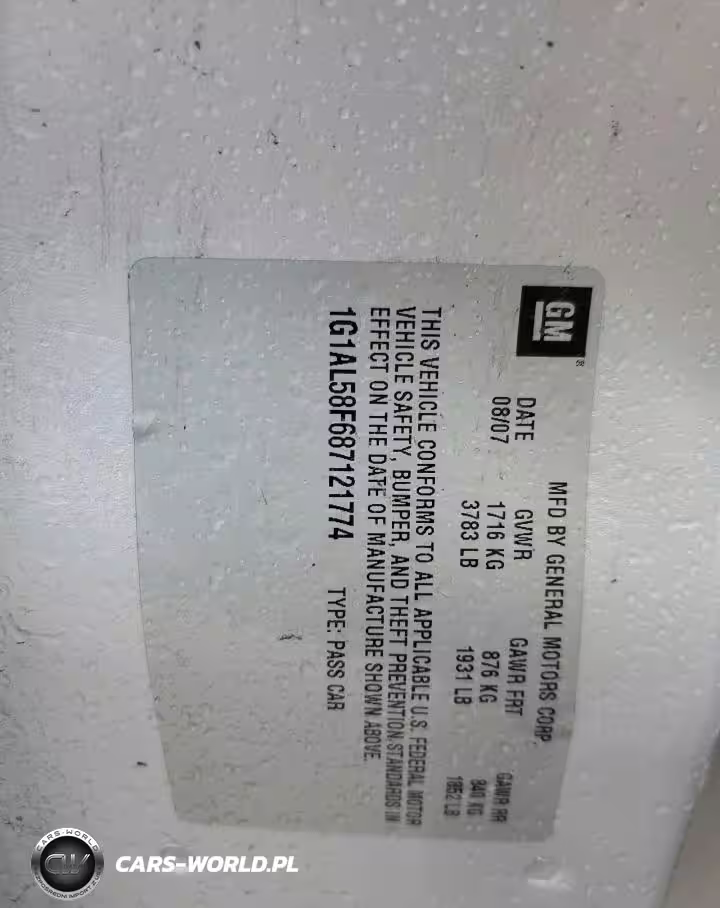 GM
MFD BY GENERAL MOTORS CORP.
DATE GVWR GAWR FRT GAWR RR
08/07 1716 KG 876 KG 840 KG
3783 LB 1931 LB 1852 LB
THIS VEHICLE CONFORMS TO ALL APPLICABLE U.S. FEDERAL MOTOR
VEHICLE SAFETY, BUMPER, AND THEFT PREVENTION STANDARDS IN
EFFECT ON THE DATE OF MANUFACTURE SHOWN ABOVE.
1G1AL58F687121774 TYPE: PASS CAR
CARS-WORLD
CW
CARS-WORLD.PL